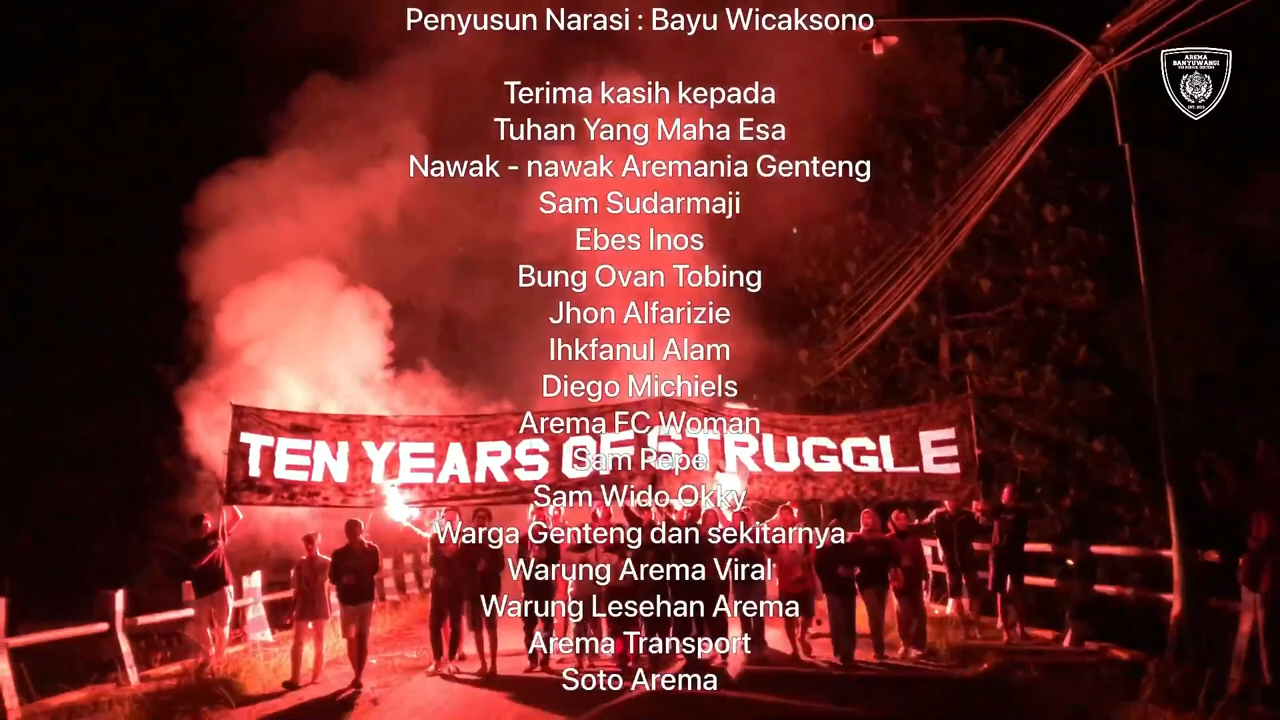 Penyusun Narasi : Bayu Wicaksono
AREMA
BANYUWANGI
Terima kasih kepada
Tuhan Yang Maha Esa
Nawak - nawak Aremania Genteng
Sam Sudarmaji
Ebes Inos
Bung Ovan Tobing
Jhon Alfarizie
Ihkfanul Alam
Diego Michiels
Arema FC Woman
TEN YEARS OF STRUGGLE
Sam Pepe
Sam Wido Okky
Warga Genteng dan sekitarnya
Warung Arema Viral
Warung Lesehan Arema
Arema Transport
Soto Arema